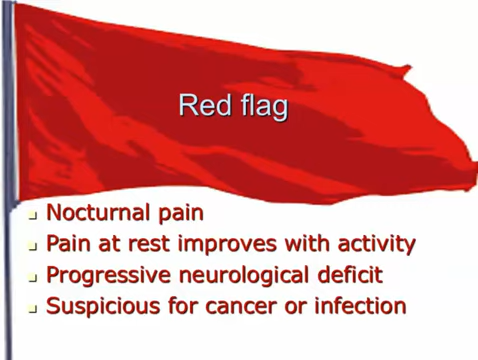 Red flag
Nocturnal pain
Pain at rest improves with activity
Progressive neurological deficit
Suspicious for cancer or infection